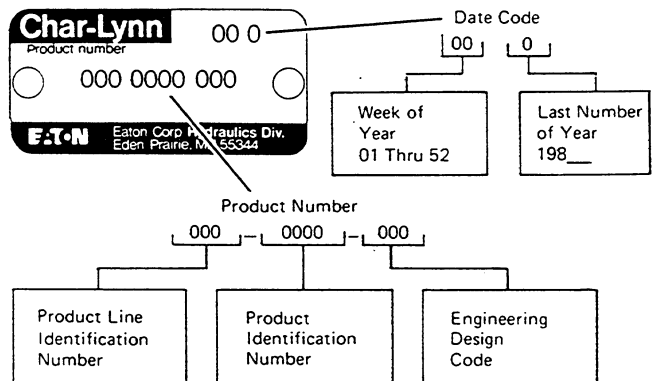 Char-Lynn 00 0
Product number
000 0000 000
E·T·N Eaton Corp Hydraulics Div.
Eden Prairie, MN 55344
Date Code
00 0
Week of
Year
01 Thru 52
Last Number
of Year
198__
Product Number
000 – 0000 – 000
Product Line
Identification
Number
Product
Identification
Number
Engineering
Design
Code